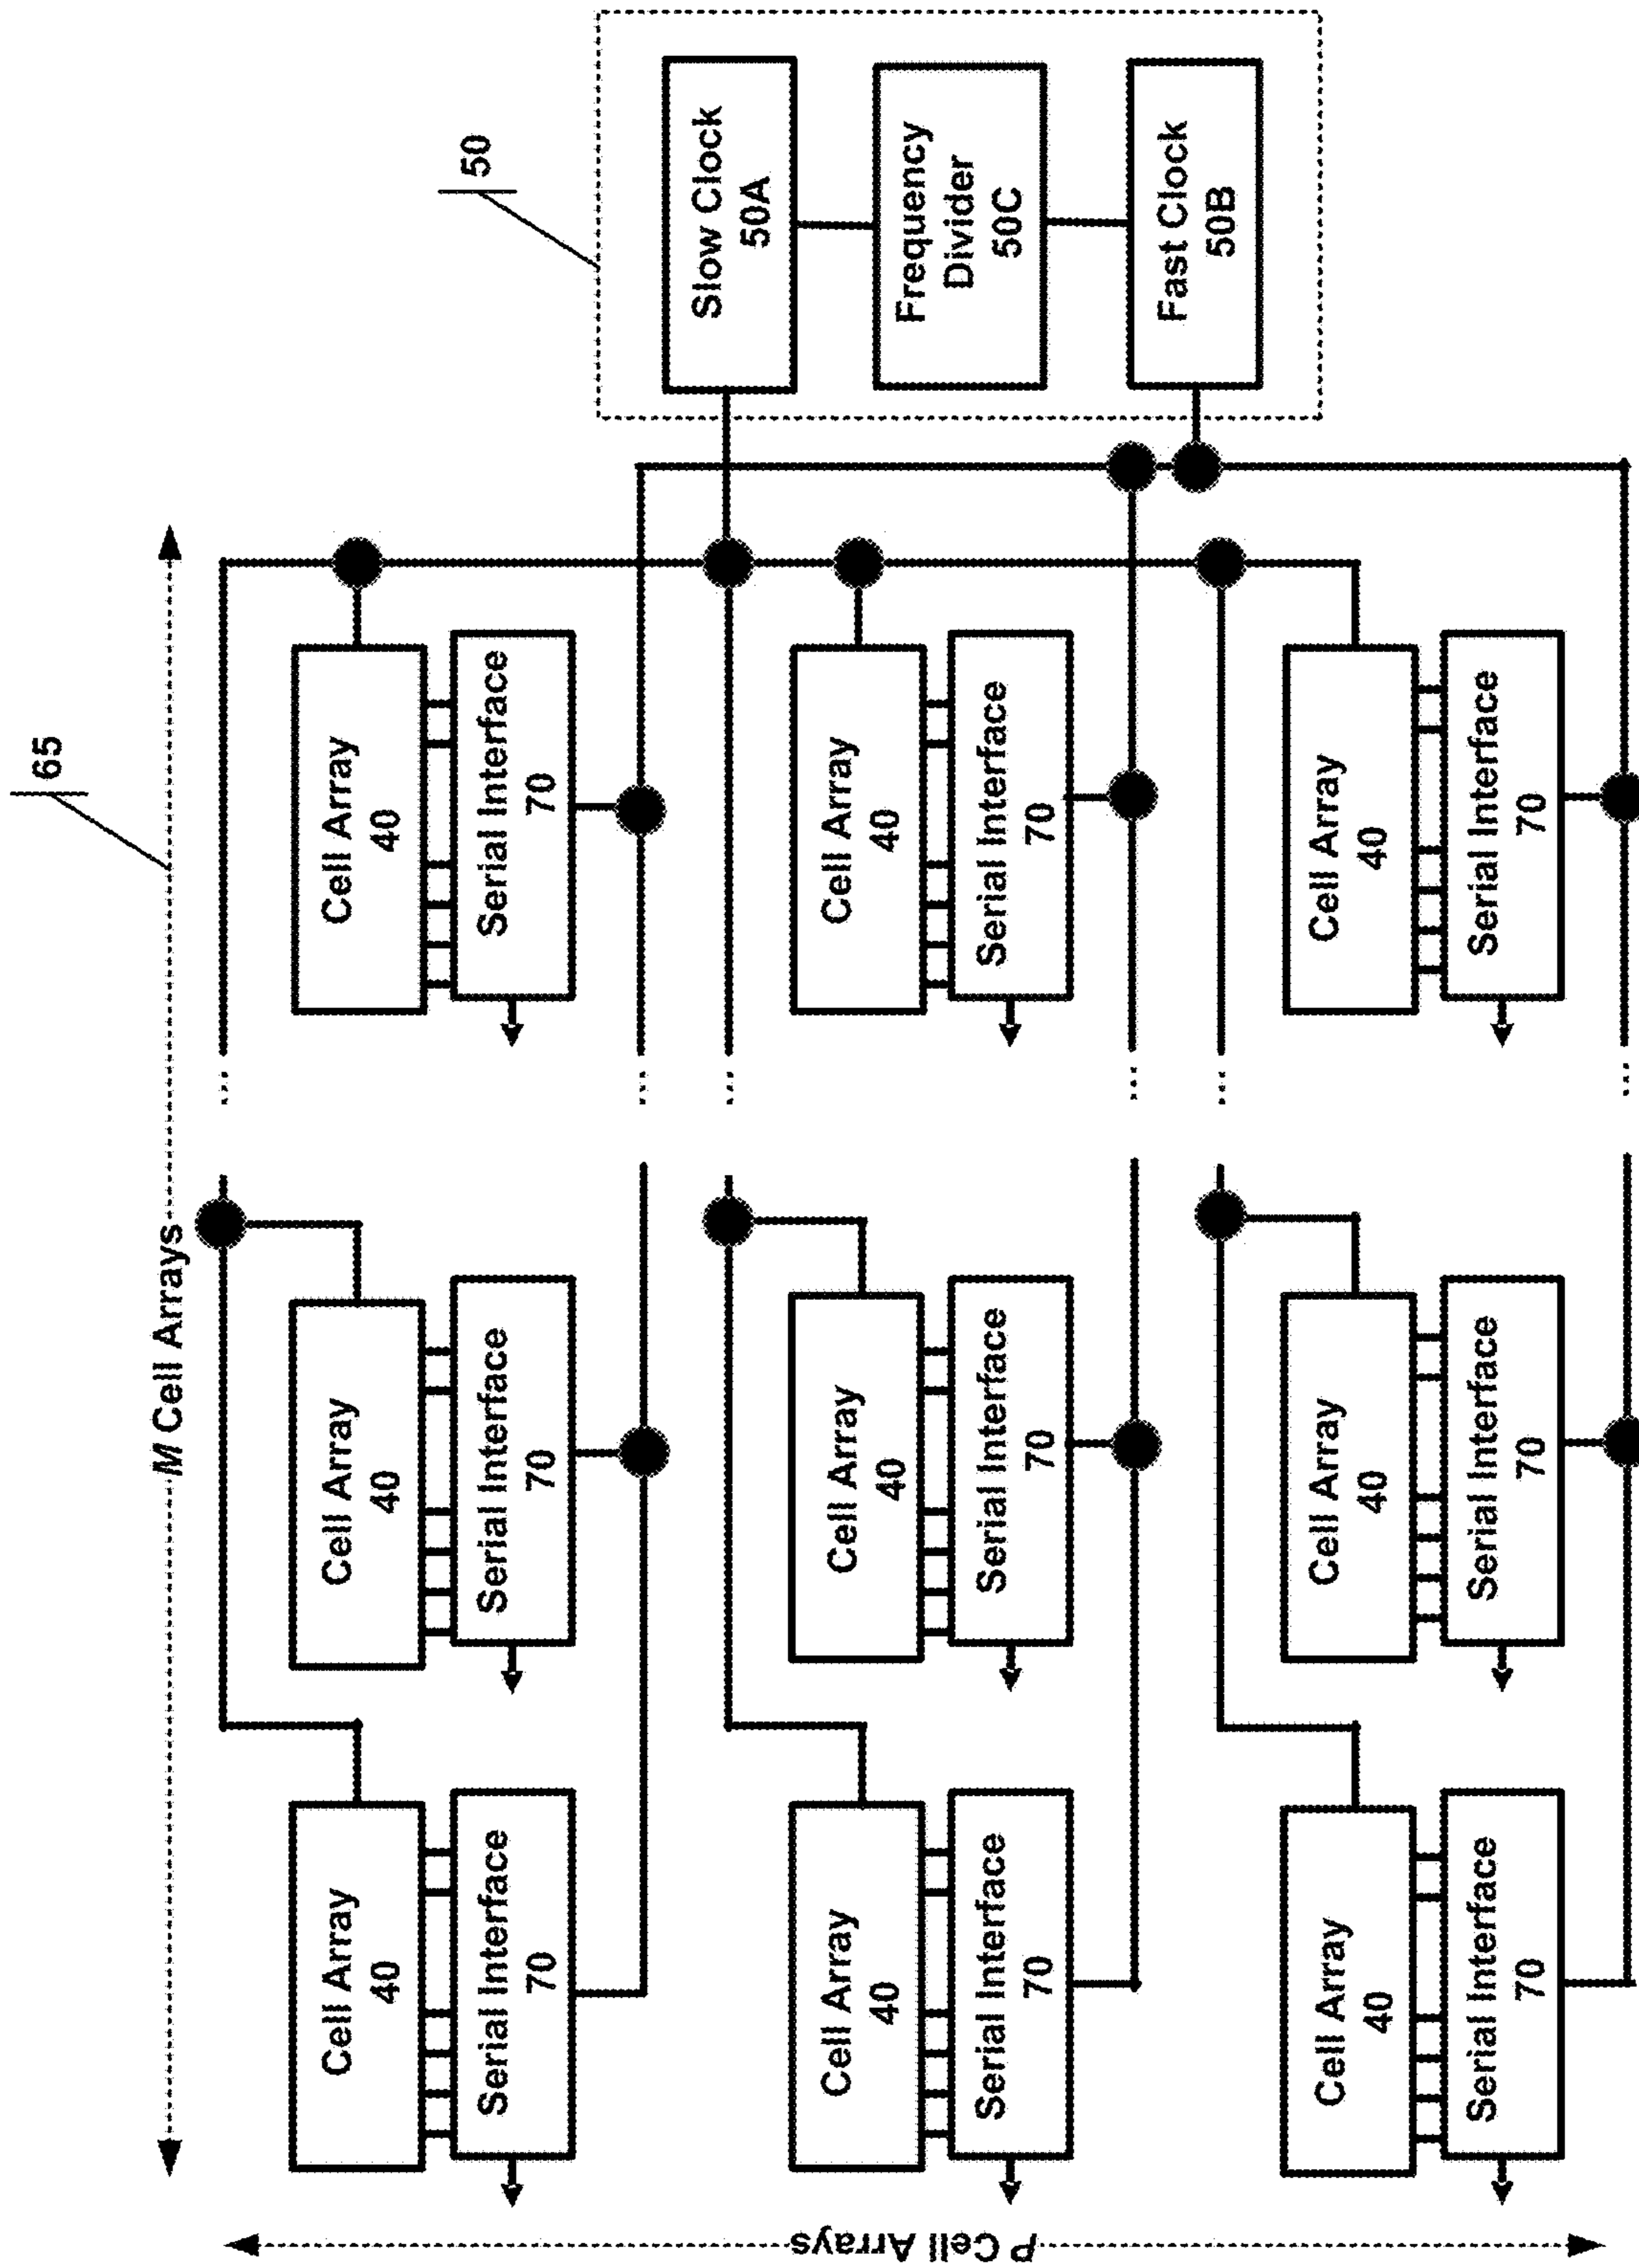 65
M Cell Arrays
P Cell Arrays
Cell Array
40
Serial Interface
70
Cell Array
40
Serial Interface
70
Cell Array
40
Serial Interface
70
50
Slow Clock
50A
Frequency
Divider
50C
Fast Clock
50B
Cell Array
40
Serial Interface
70
Cell Array
40
Serial Interface
70
Cell Array
40
Serial Interface
70
Cell Array
40
Serial Interface
70
Cell Array
40
Serial Interface
70
Cell Array
40
Serial Interface
70